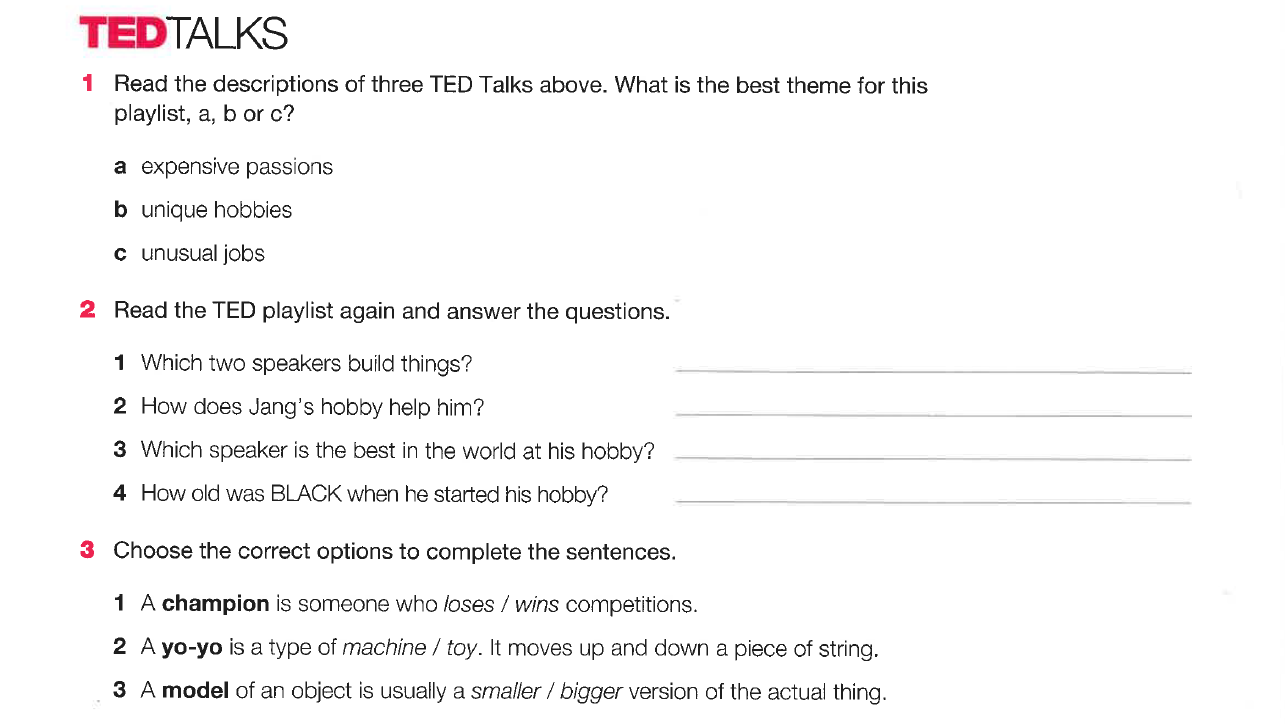 TEDTALKS
1 Read the descriptions of three TED Talks above. What is the best theme for this
playlist, a, b or c?
a expensive passions
b unique hobbies
c unusual jobs
2 Read the TED playlist again and answer the questions.
1 Which two speakers build things?
2 How does Jang's hobby help him?
3 Which speaker is the best in the world at his hobby?
4 How old was BLACK when he started his hobby?
3 Choose the correct options to complete the sentences.
1 A champion is someone who loses / wins competitions.
2 A yo-yo is a type of machine / toy. It moves up and down a piece of string.
3 A model of an object is usually a smaller / bigger version of the actual thing.